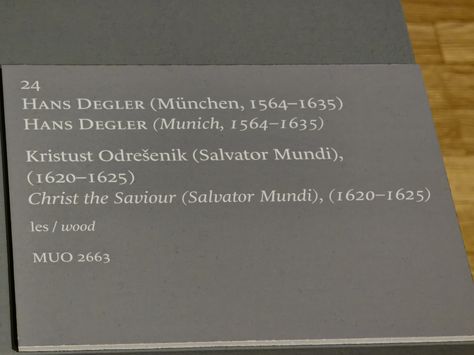 24
Hans Degler (München, 1564–1635)
Hans Degler (Munich, 1564–1635)
Kristust Odrešenik (Salvator Mundi),
(1620–1625)
Christ the Saviour (Salvator Mundi), (1620–1625)
les / wood
MUO 2663